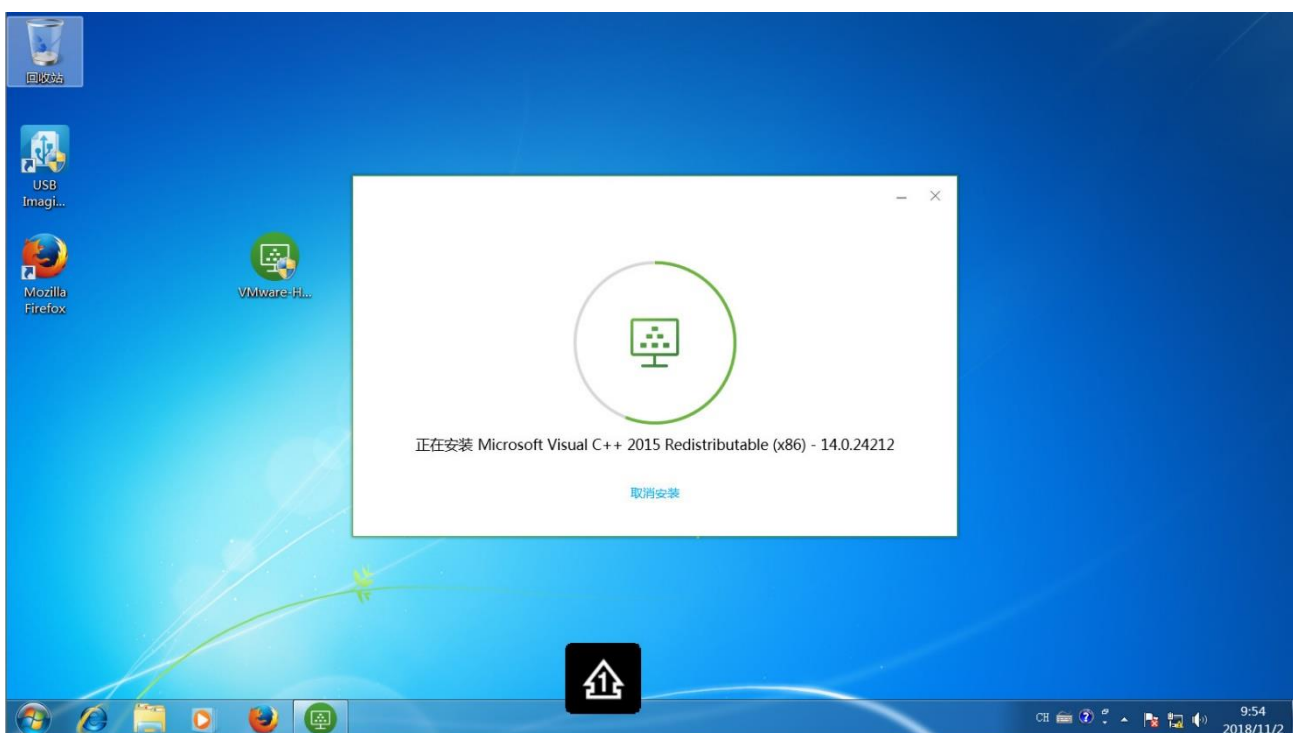 回收站
USB
Imagi...
Mozilla
Firefox
VMware-H...
正在安装 Microsoft Visual C++ 2015 Redistributable (x86) - 14.0.24212
取消安装
1
CH
9:54
2018/11/2